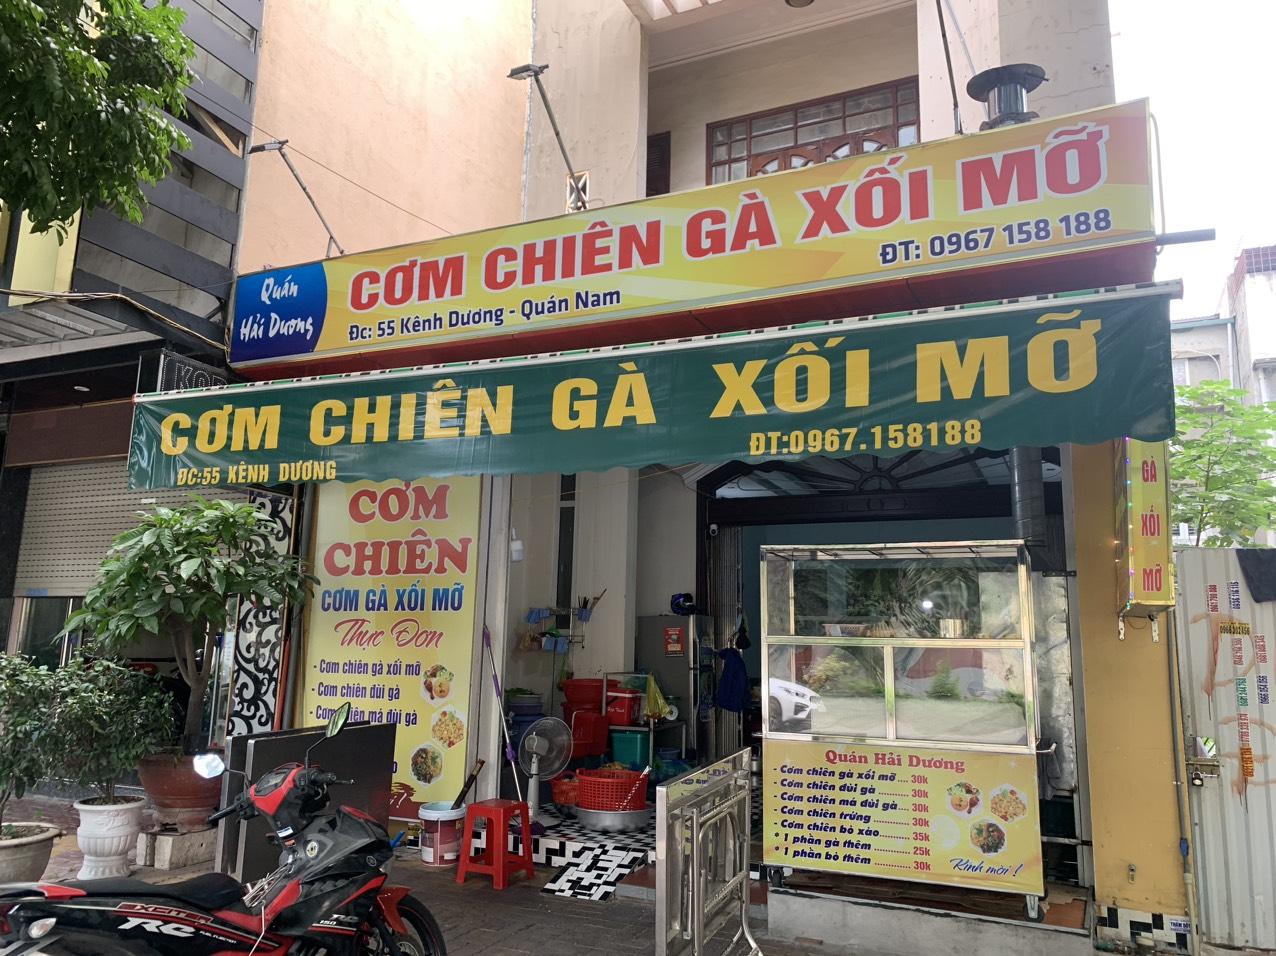 Quán
Hải Dương
CƠM CHIÊN GÀ XỐI MỠ
Đc: 55 Kênh Dương - Quán Nam
ĐT: 0967 158 188
CƠM CHIÊN GÀ XỐI MỠ
ĐC:55 KÊNH DƯƠNG
ĐT:0967.158188
CƠM
CHIÊN
CƠM GÀ XỐI MỠ
Thực Đơn
- Cơm chiên gà xối mỡ
- Cơm chiên đùi gà
- Cơm chiên má đùi gà
GÀ
XỐI
MỠ
Quán Hải Dương
• Cơm chiên gà xối mỡ.... 30k
• Cơm chiên đùi gà........ 30k
• Cơm chiên má đùi gà..... 30k
• Cơm chiên trứng......... 30k
• Cơm chiên bò xào........ 35k
• 1 phần gà thêm.......... 25k
• 1 phần bò thêm.......... 30k
Kính mời!
EXCITER
RC
150